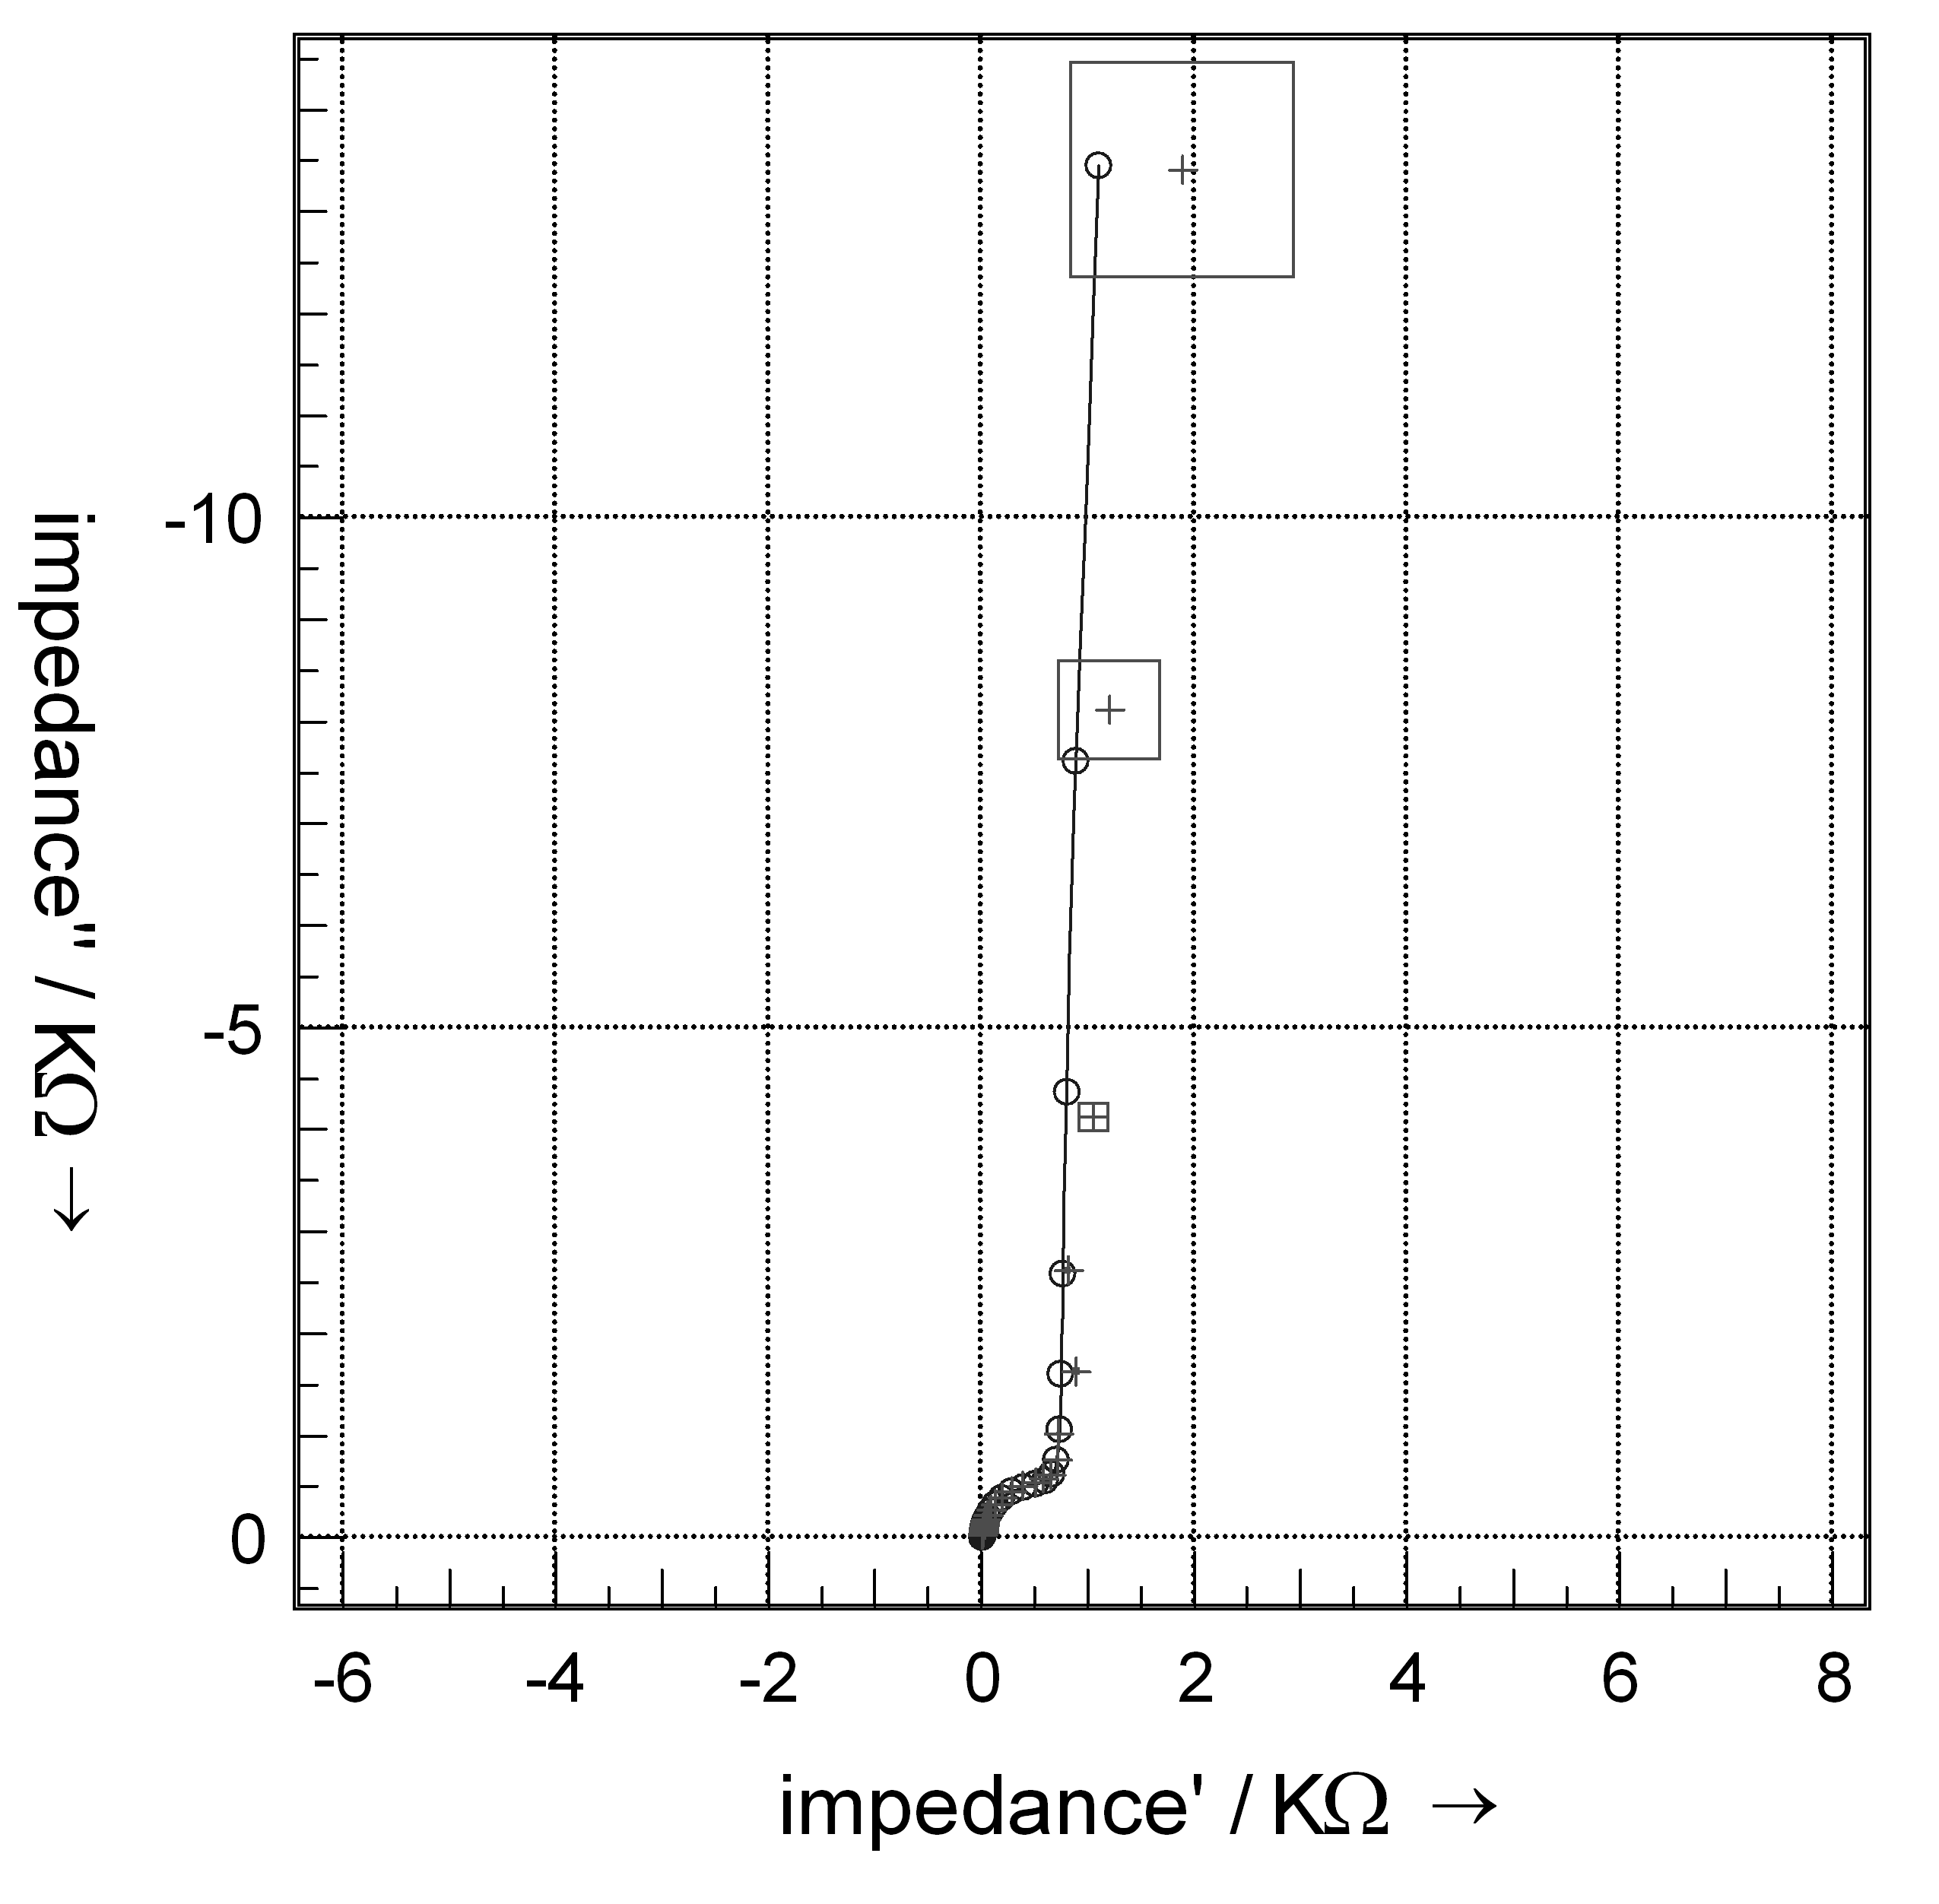 impedance" / KΩ →
-10
-5
0
-6 -4 -2 0 2 4 6 8
impedance' / KΩ →